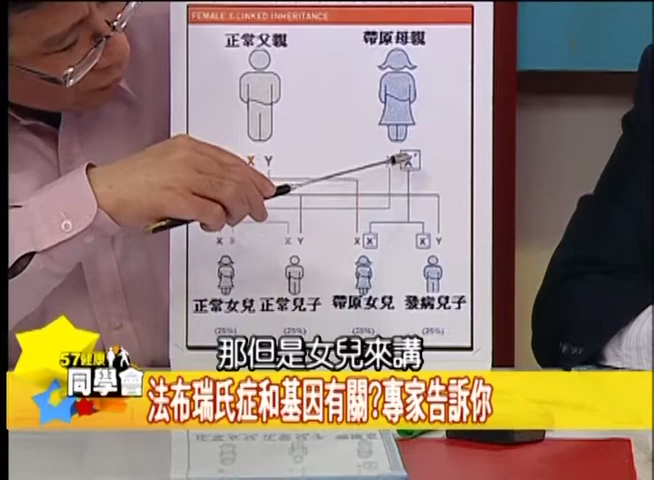 FEMALE X-LINKED INHERITANCE
正常父親 帶原母親
X Y X X
X X X Y X X X Y
正常女兒 正常兒子 帶原女兒 發病兒子
(25%) (25%) (25%) (25%)
那但是女兒來講
57健康
同學會
法布瑞氏症和基因有關?專家告訴你